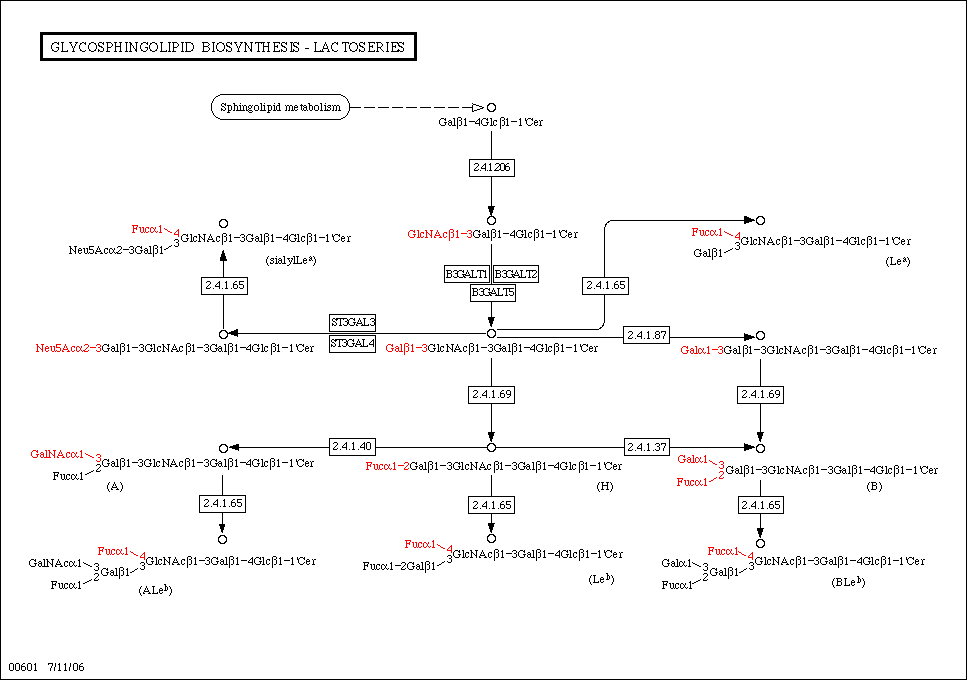 GLYCOSPHINGOLIPID BIOSYNTHESIS - LACTOSERIES
Sphingolipid metabolism
Galβ1-4Glcβ1-1'Cer
2.4.1.206
Fucα1
4
GlcNAcβ1-3Galβ1-4Glcβ1-1'Cer
3
Neu5Acα2-3Galβ1
(sialylLeᵃ)
GlcNAcβ1-3Galβ1-4Glcβ1-1'Cer
Fucα1
4
GlcNAcβ1-3Galβ1-4Glcβ1-1'Cer
3
Galβ1
(Leᵃ)
B3GALT1 B3GALT2
B3GALT5
2.4.1.65
2.4.1.65
ST3GAL3
ST3GAL4
2.4.1.87
Neu5Acα2-3Galβ1-3GlcNAcβ1-3Galβ1-4Glcβ1-1'Cer
Galβ1-3GlcNAcβ1-3Galβ1-4Glcβ1-1'Cer
Galα1-3Galβ1-3GlcNAcβ1-3Galβ1-4Glcβ1-1'Cer
2.4.1.69
2.4.1.69
2.4.1.40
2.4.1.37
GalNAcα1
3
Galβ1-3GlcNAcβ1-3Galβ1-4Glcβ1-1'Cer
2
Fucα1
(A)
Fucα1-2Galβ1-3GlcNAcβ1-3Galβ1-4Glcβ1-1'Cer
(H)
Galα1
3
Galβ1-3GlcNAcβ1-3Galβ1-4Glcβ1-1'Cer
2
Fucα1
(B)
2.4.1.65
2.4.1.65
2.4.1.65
Fucα1
4
GlcNAcβ1-3Galβ1-4Glcβ1-1'Cer
3
GalNAcα1
3
Galβ1
2
Fucα1
(ALeᵇ)
Fucα1
4
GlcNAcβ1-3Galβ1-4Glcβ1-1'Cer
3
Fucα1-2Galβ1
(Leᵇ)
Fucα1
4
GlcNAcβ1-3Galβ1-4Glcβ1-1'Cer
3
Galα1
3
Galβ1
2
Fucα1
(BLeᵇ)
00601 7/11/06